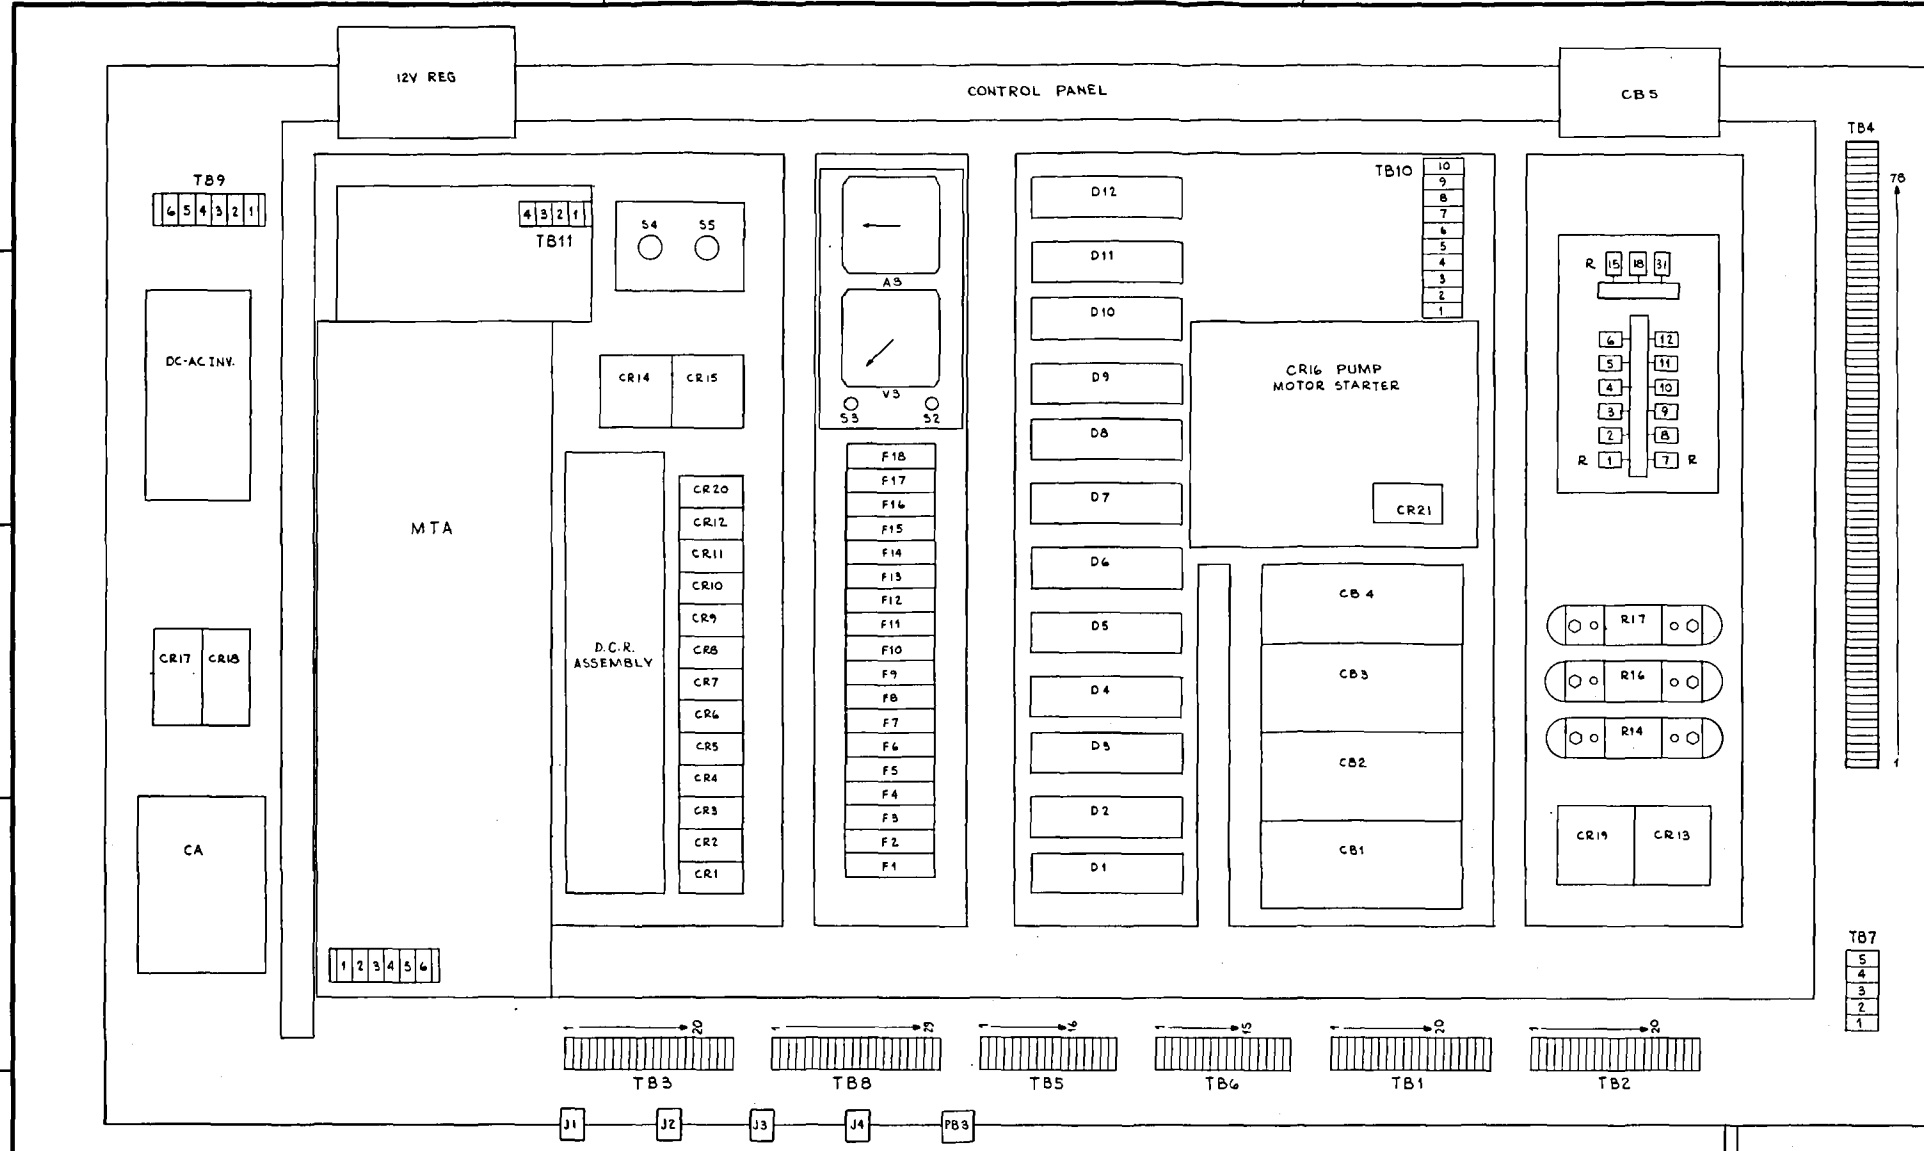 12V REG
CONTROL PANEL
CB5
TB4
78
1
TB9
6 5 4 3 2 1
4 3 2 1
TB11
S4 S5
A3
V3
S3 S2
DC-AC INV.
CR14 CR15
MTA
CR17 CR18
CA
1 2 3 4 5 6
D.C.R.
ASSEMBLY
CR20
CR12
CR11
CR10
CR9
CR8
CR7
CR6
CR5
CR4
CR3
CR2
CR1
F18
F17
F16
F15
F14
F13
F12
F11
F10
F9
F8
F7
F6
F5
F4
F3
F2
F1
D12
D11
D10
D9
D8
D7
D6
D5
D4
D3
D2
D1
TB10
10
9
8
7
6
5
4
3
2
1
CR16 PUMP
MOTOR STARTER
CR21
CB4
CB3
CB2
CB1
R 15 18 31
6 12
5 11
4 10
3 9
2 8
R 1 7 R
R17
R16
R14
CR19 CR13
TB7
5
4
3
2
1
1 20
TB3
1 29
TB8
1 16
TB5
1 15
TB6
1 20
TB1
1 20
TB2
J1 J2 J3 J4 PB3